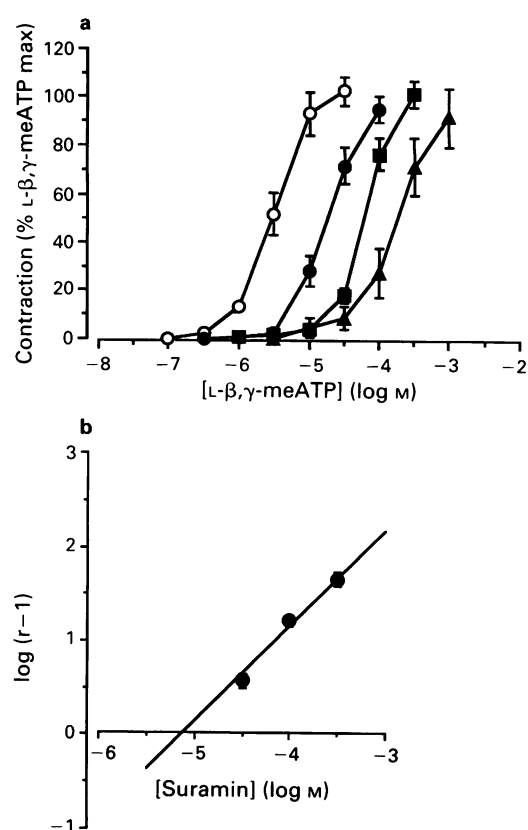 a
Contraction (% L-β,γ-meATP max)
120
100
80
60
40
20
0
−8 −7 −6 −5 −4 −3 −2
[L-β,γ-meATP] (log M)
b
log (r−1)
3
2
1
0
−6 −5 −4 −3
[Suramin] (log M)
−1